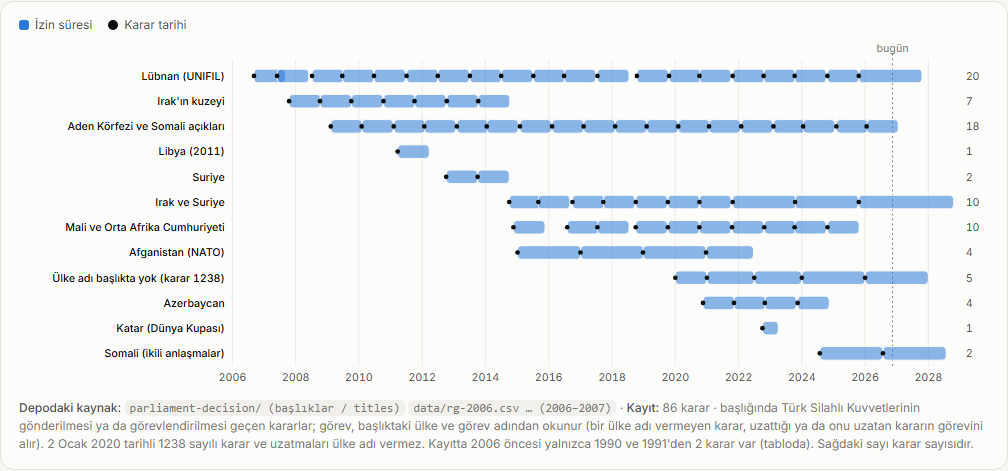 İzin süresi Karar tarihi
bugün
Lübnan (UNIFIL) 20
Irak'ın kuzeyi 7
Aden Körfezi ve Somali açıkları 18
Libya (2011) 1
Suriye 2
Irak ve Suriye 10
Mali ve Orta Afrika Cumhuriyeti 10
Afganistan (NATO) 4
Ülke adı başlıkta yok (karar 1238) 5
Azerbaycan 4
Katar (Dünya Kupası) 1
Somali (ikili anlaşmalar) 2
2006 2008 2010 2012 2014 2016 2018 2020 2022 2024 2026 2028
Depodaki kaynak: parliament-decision/ (başlıklar / titles) data/rg-2006.csv … (2006–2007) · Kayıt: 86 karar · başlığında Türk Silahlı Kuvvetlerinin
gönderilmesi ya da görevlendirilmesi geçen kararlar; görev, başlıktaki ülke ve görev adından okunur (bir ülke adı vermeyen karar, uzattığı ya da onu uzatan kararın görevini
alır). 2 Ocak 2020 tarihli 1238 sayılı karar ve uzatmaları ülke adı vermez. Kayıtta 2006 öncesi yalnızca 1990 ve 1991'den 2 karar var (tabloda). Sağdaki sayı karar sayısıdır.